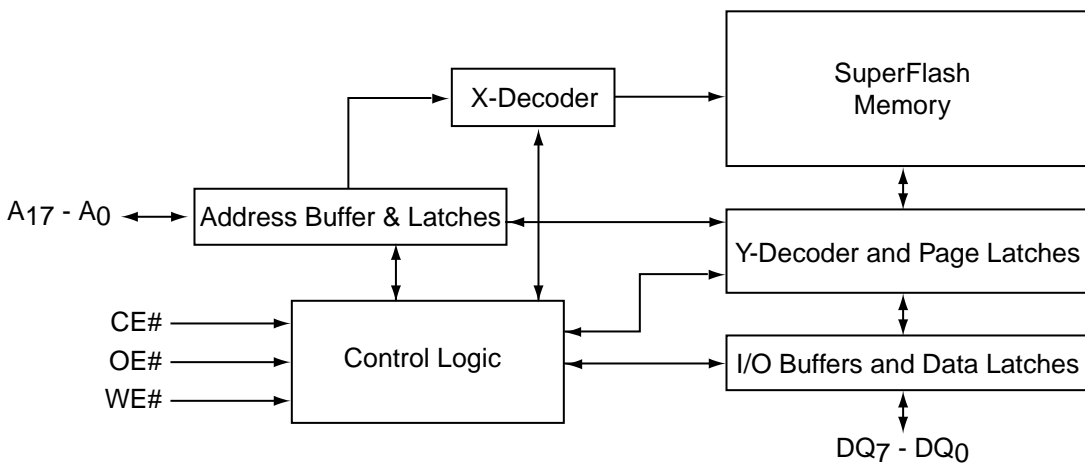 SuperFlash
Memory
X-Decoder
A17 - A0
Address Buffer & Latches
Y-Decoder and Page Latches
CE#
OE#
WE#
Control Logic
I/O Buffers and Data Latches
DQ7 - DQ0